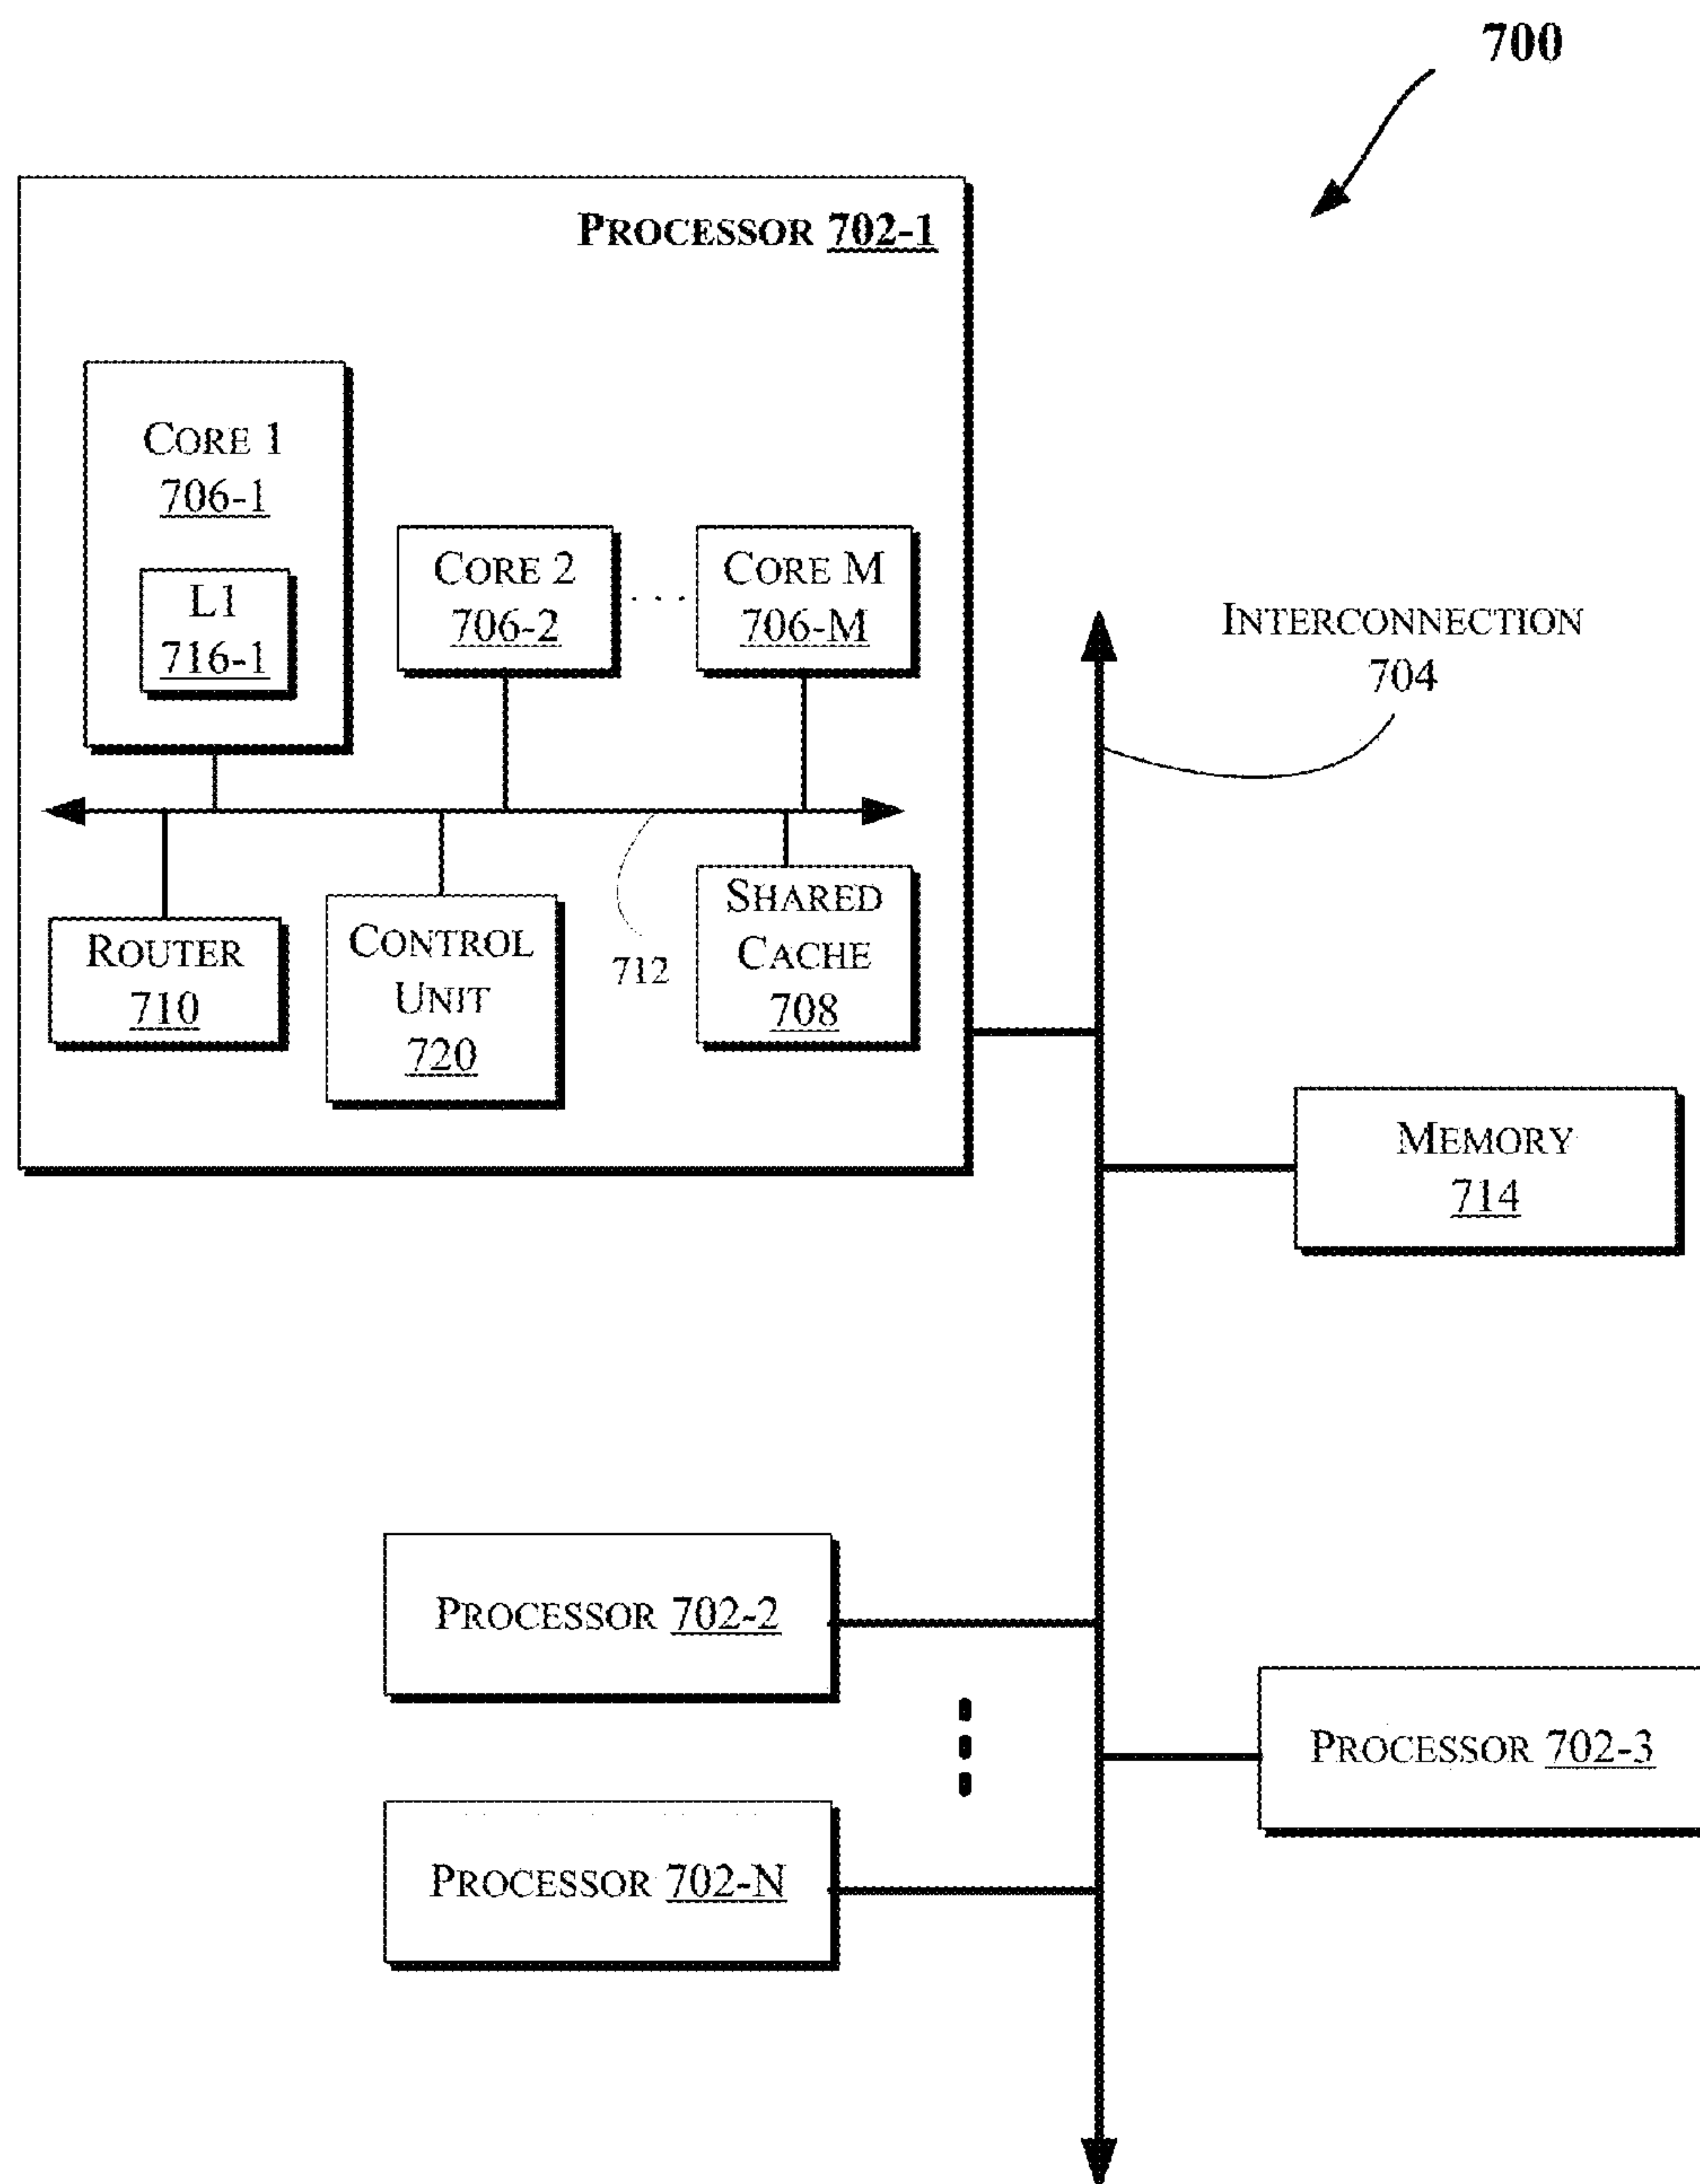 700
PROCESSOR 702-1
CORE 1
706-1
L1
716-1
CORE 2
706-2
. . .
CORE M
706-M
INTERCONNECTION
704
ROUTER
710
CONTROL
UNIT
720
712
SHARED
CACHE
708
MEMORY
714
PROCESSOR 702-2
PROCESSOR 702-3
PROCESSOR 702-N